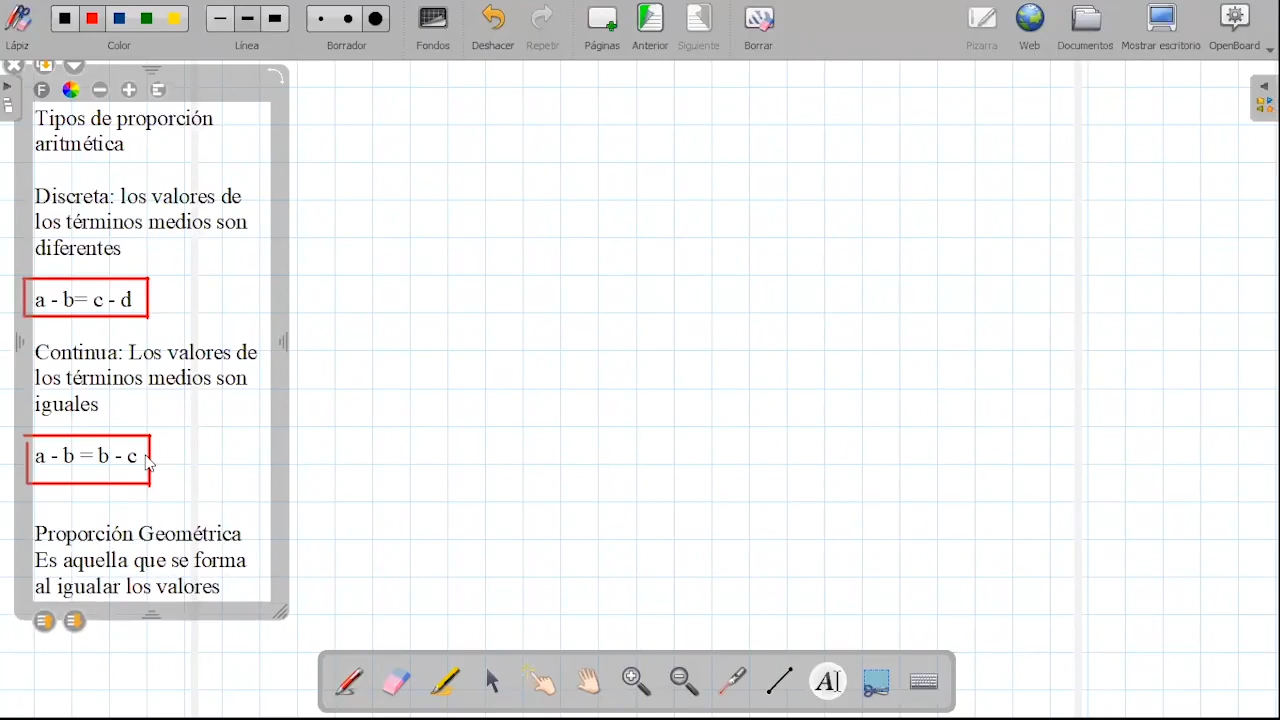 Lápiz
Color
Línea
Borrador
Fondos
Deshacer
Repetir
Páginas
Anterior
Siguiente
Borrar
Pizarra
Web
Documentos
Mostrar escritorio
OpenBoard
F
Tipos de proporción
aritmética
Discreta: los valores de
los términos medios son
diferentes
a - b= c - d
Continua: Los valores de
los términos medios son
iguales
a - b = b - c
Proporción Geométrica
Es aquella que se forma
al igualar los valores
AI